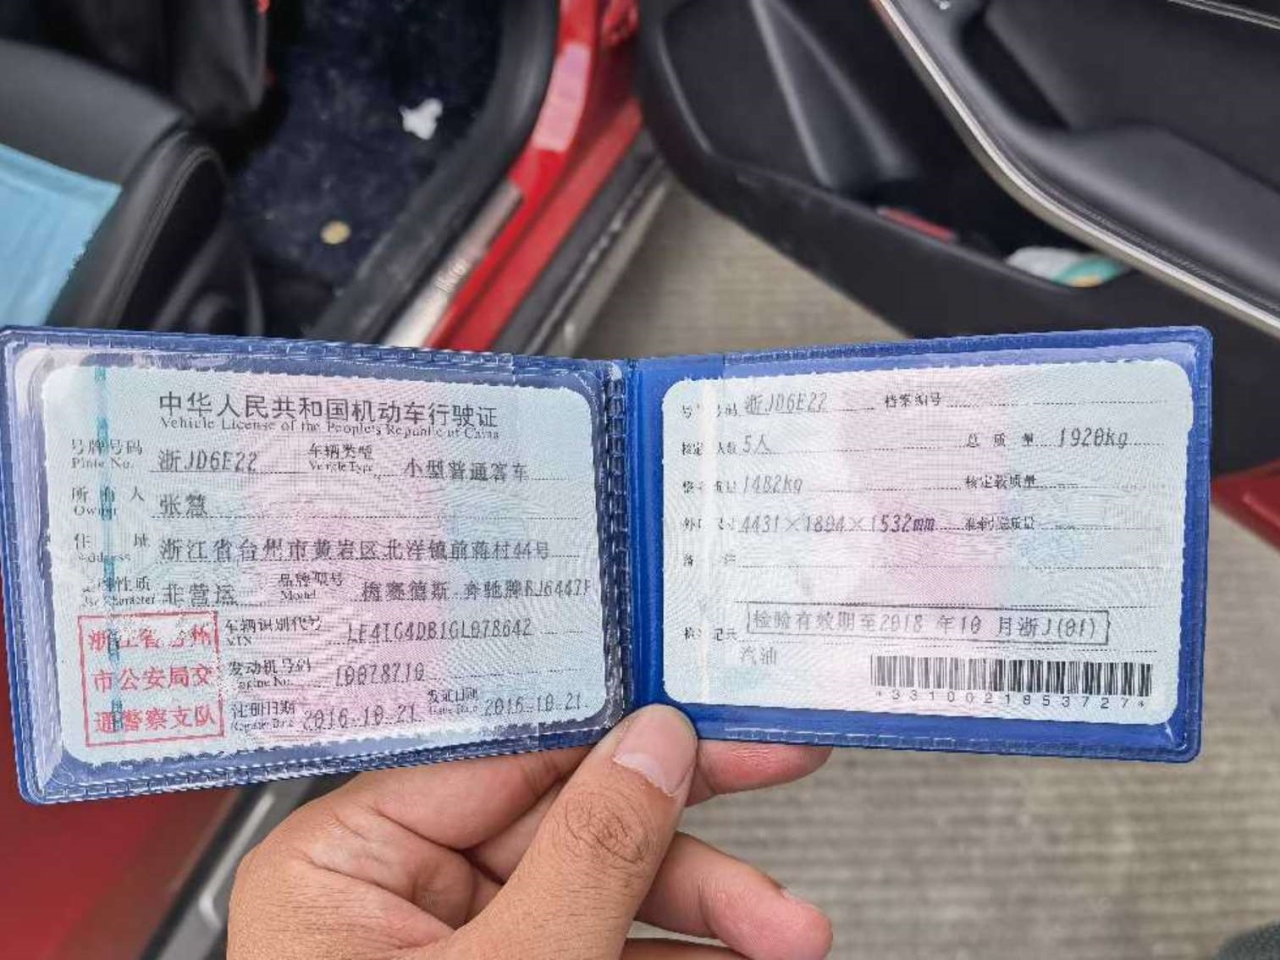 中华人民共和国机动车行驶证
Vehicle License of the People's Republic of China
号牌号码 浙JD6E22 车辆类型 小型普通客车
Plate No. Vehicle Type
所有人 张慧
Owner
住 址 浙江省台州市黄岩区北洋镇前蒋村44号
Address
性质 非营运 品牌型号 梅赛德斯-奔驰牌BJ6447
Character Model
浙江省台州
市公安局交
通警察支队
车辆识别代号 LE4TG4DB1GL078642
VIN
发动机号码 10078710
Engine No.
注册日期 2016-10-21 发证日期 2016-10-21
浙JD6E22 档案编号
人数 5人 总质量 1920kg
1482kg 核定载质量
4431×1804×1532mm 质量
检验有效期至2018 年10 月浙J(01)
汽油
*3310021853727*